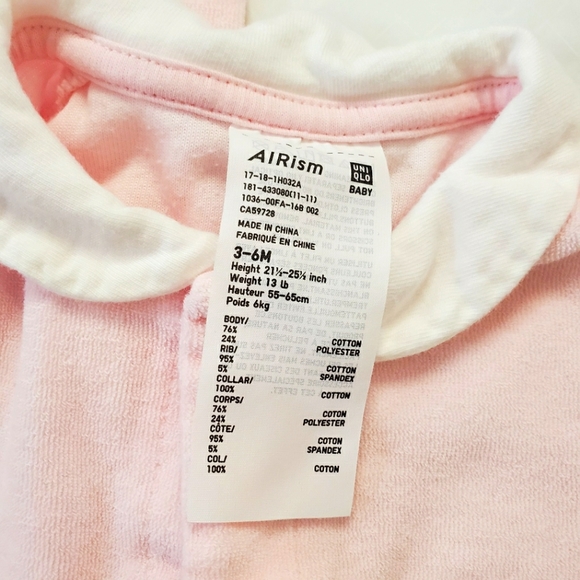 AIRism
UNI
QLO
BABY
17-18-1H032A
181-433080(11-11)
1036-00FA-16B 002
CA59728
MADE IN CHINA
FABRIQUÉ EN CHINE
3-6M
Height 21½-25½ inch
Weight 13 lb
Hauteur 55-65cm
Poids 6kg
BODY/
76% COTTON
24% POLYESTER
RIB/
95% COTTON
5% SPANDEX
COLLAR/
100% COTTON
CORPS/
76% COTON
24% POLYESTER
CÔTE/
95% COTON
5% SPANDEX
COL/
100% COTON